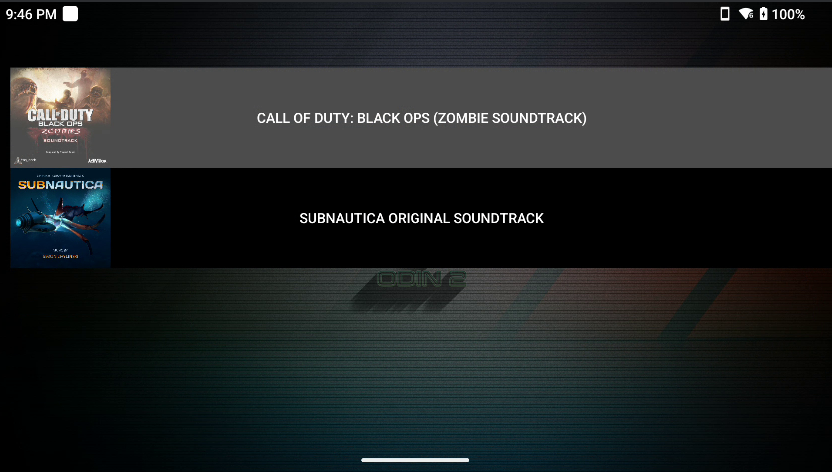 9:46 PM
100%
CALL OF DUTY
BLACK OPS
ZOMBIES
SOUNDTRACK
ACTIVISION
CALL OF DUTY: BLACK OPS (ZOMBIE SOUNDTRACK)
SUBNAUTICA
SUBNAUTICA ORIGINAL SOUNDTRACK
ODIN 2